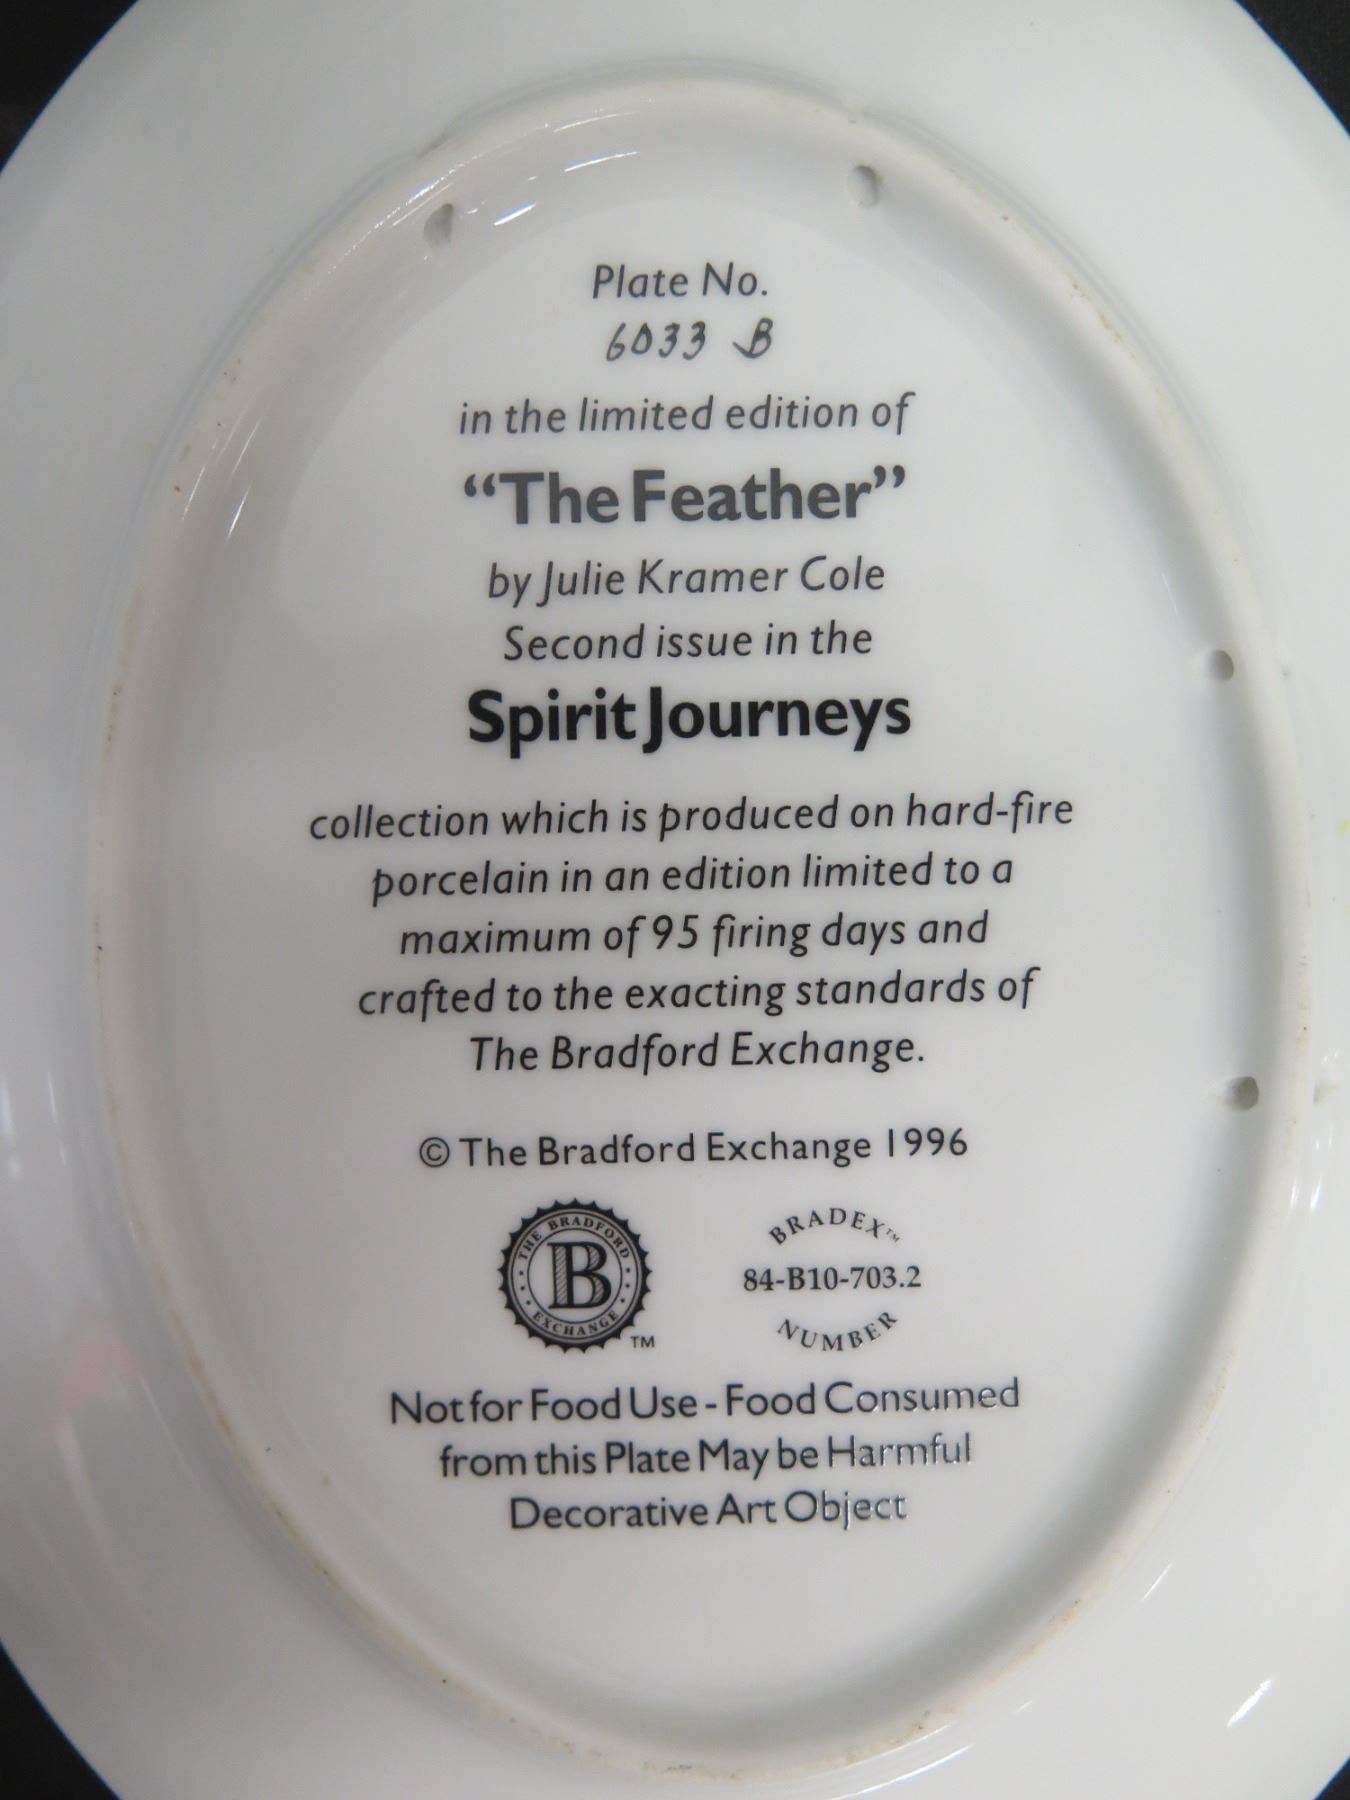 Plate No.
6033 B
in the limited edition of
“The Feather”
by Julie Kramer Cole
Second issue in the
Spirit Journeys
collection which is produced on hard-fire
porcelain in an edition limited to a
maximum of 95 firing days and
crafted to the exacting standards of
The Bradford Exchange.
© The Bradford Exchange 1996
THE BRADFORD
B
EXCHANGE
TM
BRADEX™
84-B10-703.2
NUMBER
Not for Food Use - Food Consumed
from this Plate May be Harmful
Decorative Art Object